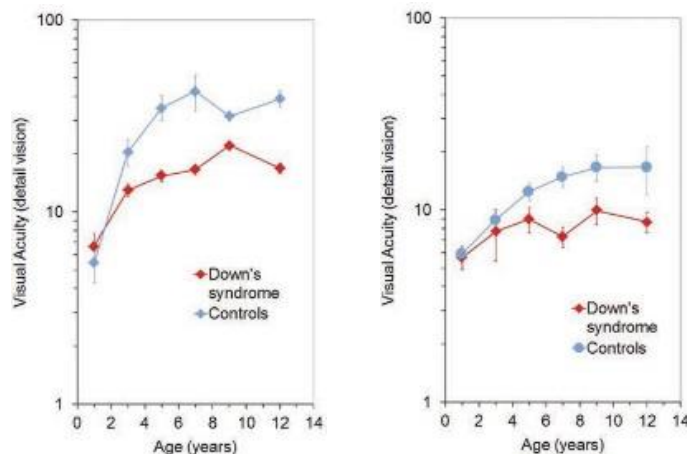 100
10
1
Visual Acuity (detail vision)
Down's
syndrome
Controls
0 2 4 6 8 10 12 14
Age (years)
100
10
1
Visual Acuity (detail vision)
Down's
syndrome
Controls
0 2 4 6 8 10 12 14
Age (years)